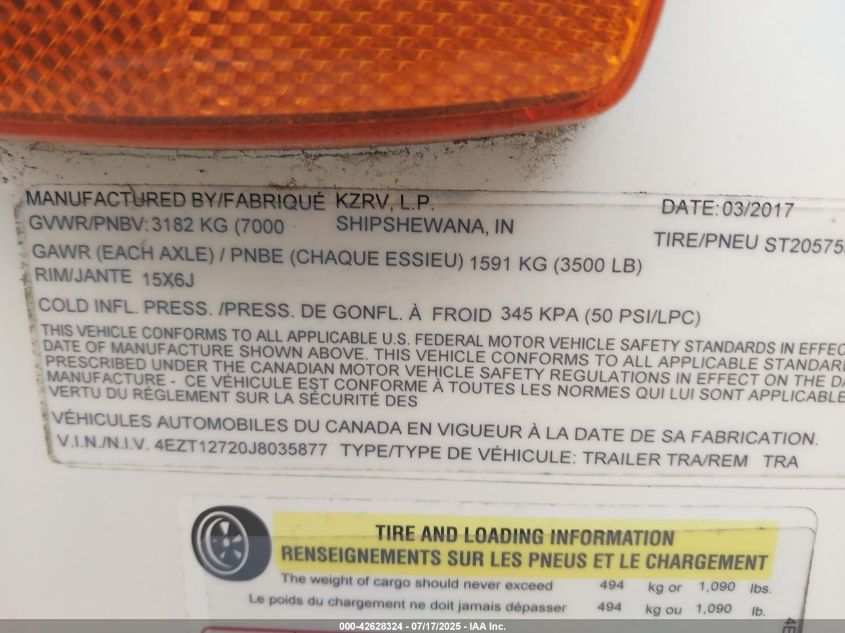 MANUFACTURED BY/FABRIQUÉ KZRV, L.P. DATE: 03/2017
GVWR/PNBV: 3182 KG (7000 SHIPSHEWANA, IN TIRE/PNEU ST20575
GAWR (EACH AXLE) / PNBE (CHAQUE ESSIEU) 1591 KG (3500 LB)
RIM/JANTE 15X6J
COLD INFL. PRESS. /PRESS. DE GONFL. À FROID 345 KPA (50 PSI/LPC)
THIS VEHICLE CONFORMS TO ALL APPLICABLE U.S. FEDERAL MOTOR VEHICLE SAFETY STANDARDS IN EFFEC
DATE OF MANUFACTURE SHOWN ABOVE. THIS VEHICLE CONFORMS TO ALL APPLICABLE STANDAR
PRESCRIBED UNDER THE CANADIAN MOTOR VEHICLE SAFETY REGULATIONS IN EFFECT ON THE DA
MANUFACTURE - CE VÉHICULE EST CONFORME À TOUTES LES NORMES QUI LUI SONT APPLICABLE
VERTU DU RÉGLEMENT SUR LA SÉCURITÉ DES
VÉHICULES AUTOMOBILES DU CANADA EN VIGUEUR À LA DATE DE SA FABRICATION.
V.I.N./N.I.V. 4EZT12720J8035877 TYPE/TYPE DE VÉHICULE: TRAILER TRA/REM TRA
TIRE AND LOADING INFORMATION
RENSEIGNEMENTS SUR LES PNEUS ET LE CHARGEMENT
The weight of cargo should never exceed 494 kg or 1,090 lbs.
Le poids du chargement ne doit jamais dépasser 494 kg ou 1,090 lb.
4E
000-42628324 - 07/17/2025 - IAA Inc.